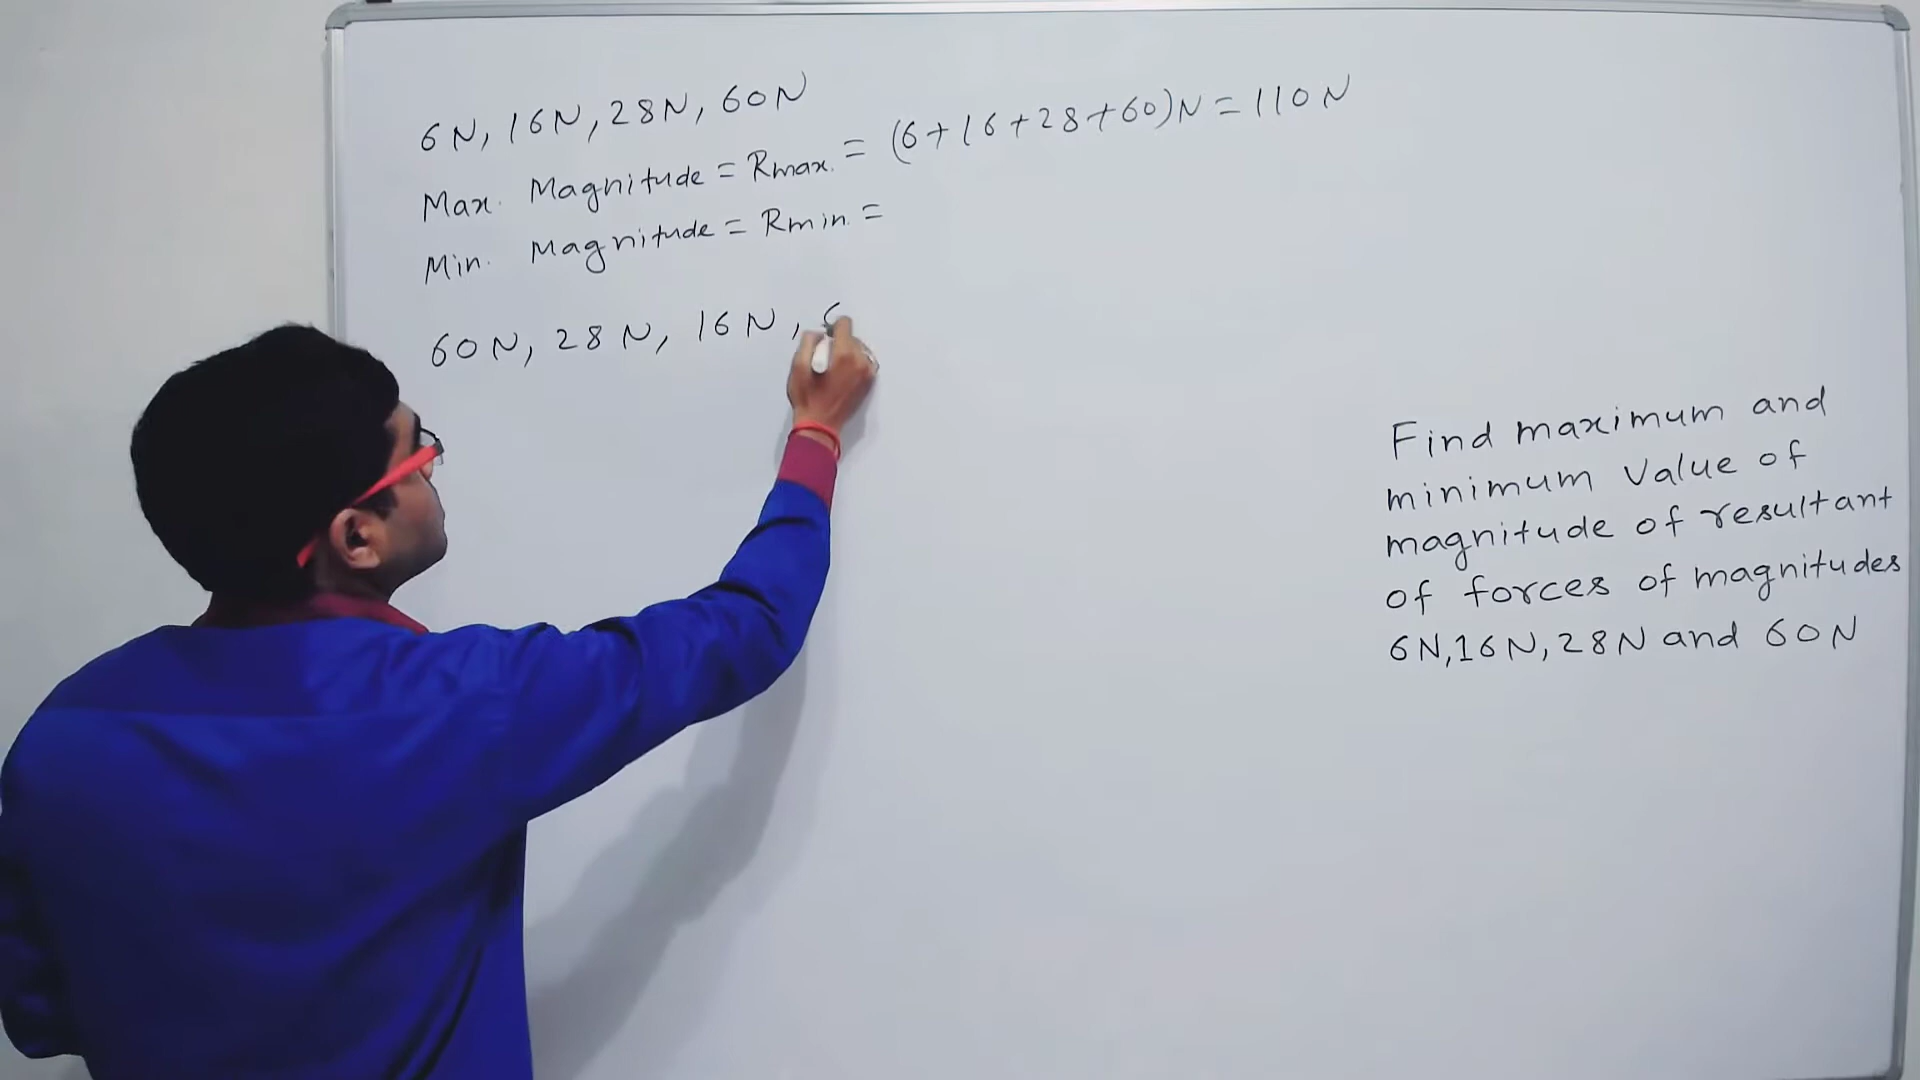 6N, 16N, 28N, 60N
Max. Magnitude = Rmax. = (6+16+28+60)N = 110N
Min. Magnitude = Rmin. =
60N, 28N, 16N, 6
Find maximum and
minimum value of
magnitude of resultant
of forces of magnitudes
6N, 16N, 28N and 60N